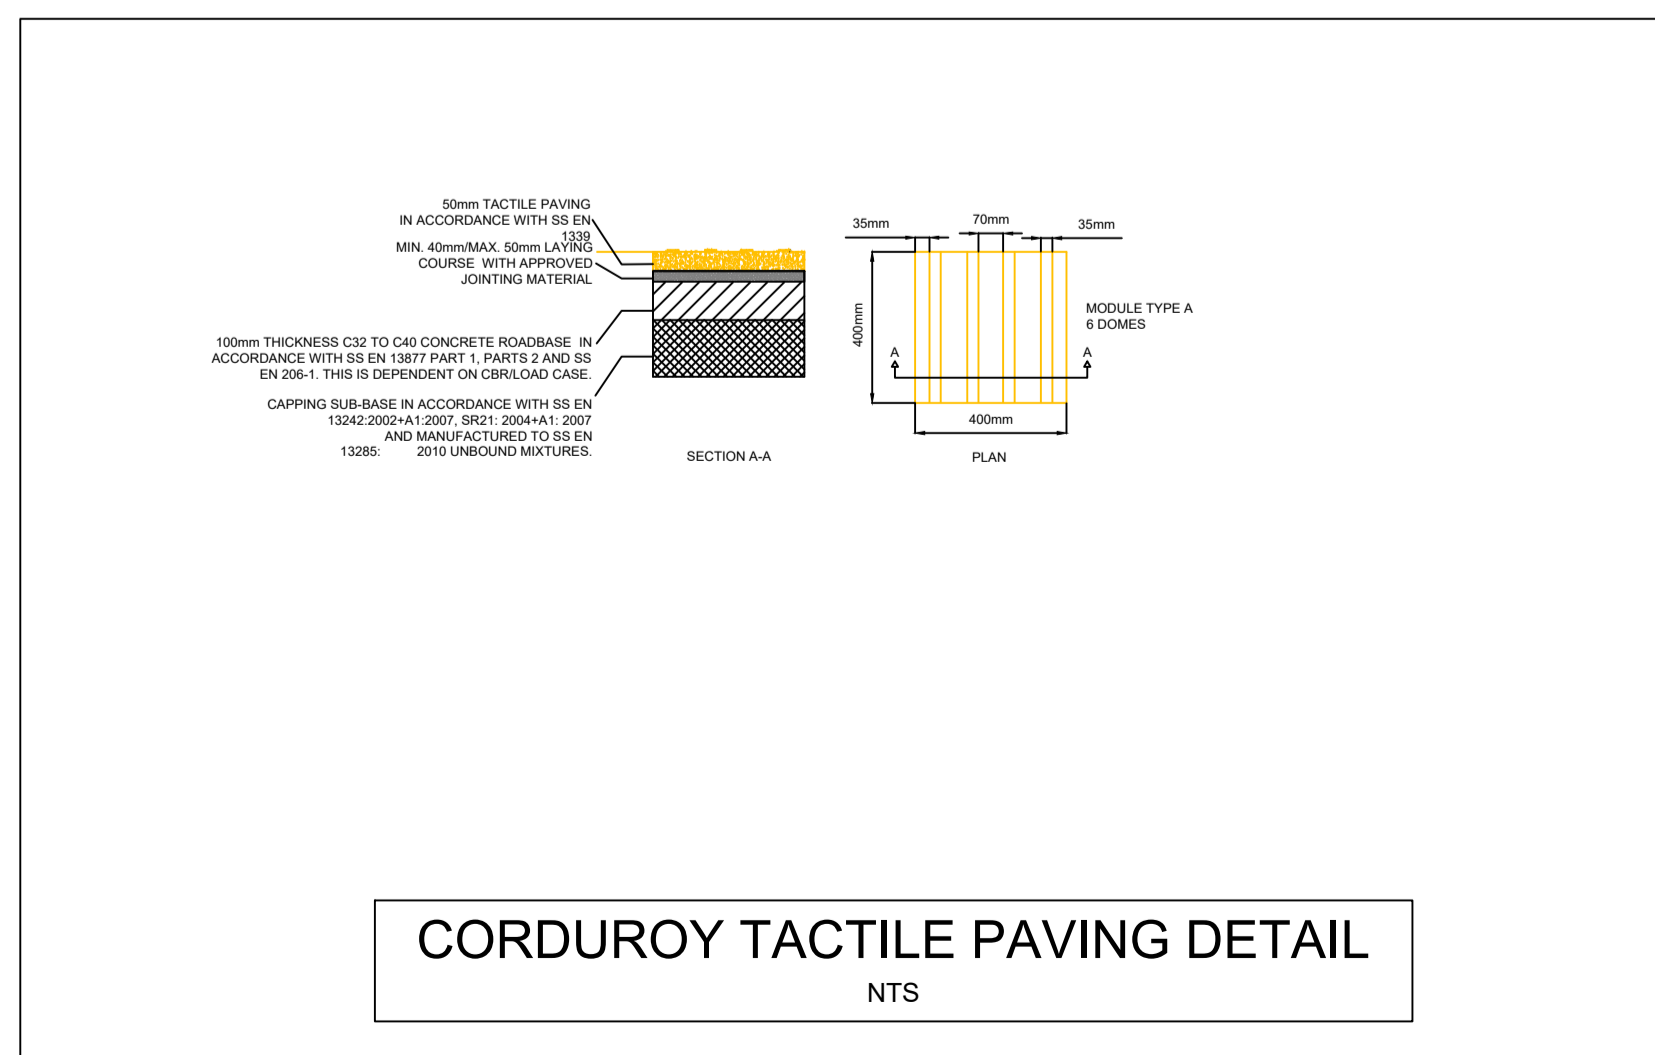 50mm TACTILE PAVING
IN ACCORDANCE WITH SS EN
1339
MIN. 40mm/MAX. 50mm LAYING
COURSE WITH APPROVED
JOINTING MATERIAL
100mm THICKNESS C32 TO C40 CONCRETE ROADBASE IN
ACCORDANCE WITH SS EN 13877 PART 1, PARTS 2 AND SS
EN 206-1. THIS IS DEPENDENT ON CBR/LOAD CASE.
CAPPING SUB-BASE IN ACCORDANCE WITH SS EN
13242:2002+A1:2007, SR21: 2004+A1: 2007
AND MANUFACTURED TO SS EN
13285: 2010 UNBOUND MIXTURES.
SECTION A-A
35mm
70mm
35mm
400mm
A
A
MODULE TYPE A
6 DOMES
400mm
PLAN
CORDUROY TACTILE PAVING DETAIL
NTS